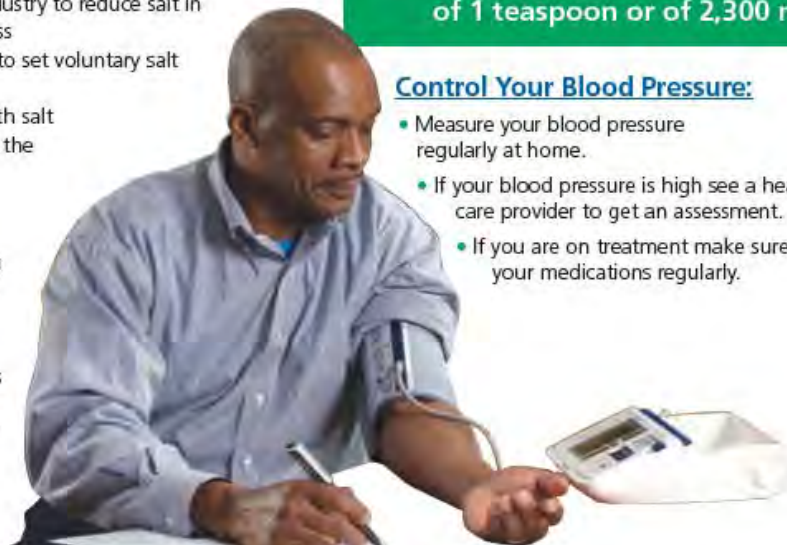 ustry to reduce salt in
ss
to set voluntary salt
th salt
the
of 1 teaspoon or of 2,300 m
Control Your Blood Pressure:
• Measure your blood pressure
regularly at home.
• If your blood pressure is high see a hea
care provider to get an assessment.
• If you are on treatment make sure
your medications regularly.